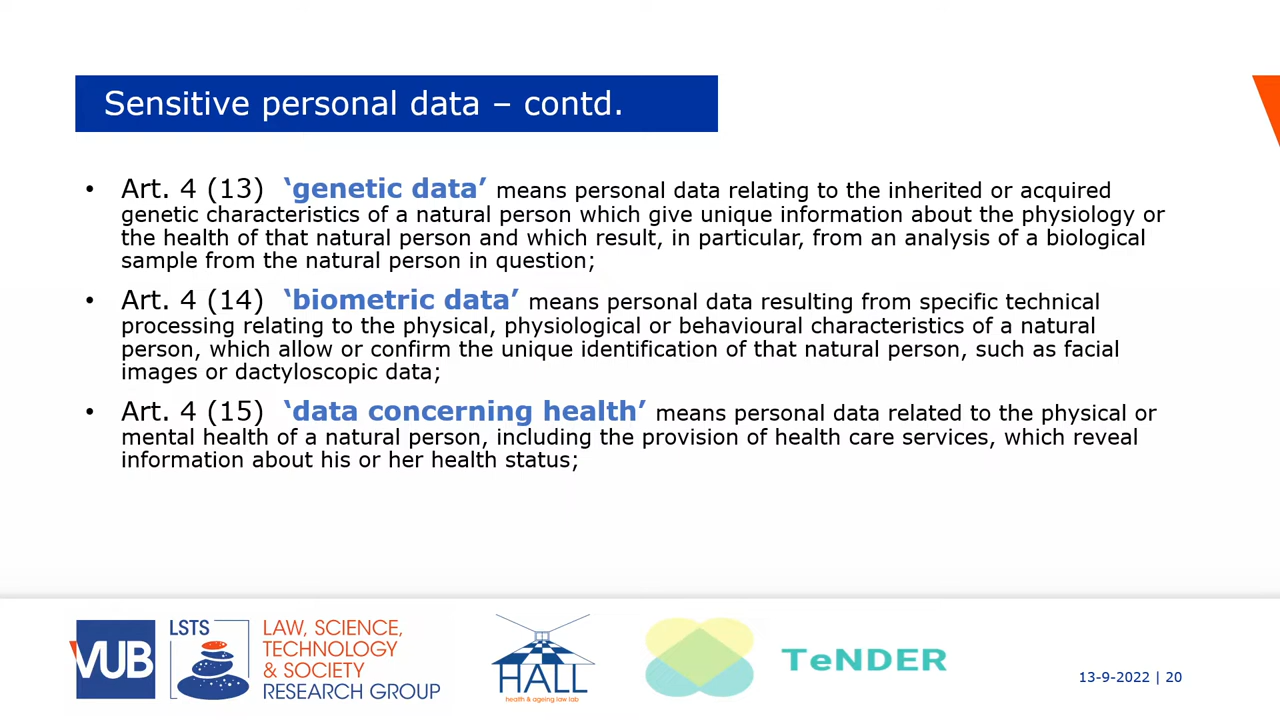 Sensitive personal data – contd.
• Art. 4 (13) ‘genetic data’ means personal data relating to the inherited or acquired
genetic characteristics of a natural person which give unique information about the physiology or
the health of that natural person and which result, in particular, from an analysis of a biological
sample from the natural person in question;
• Art. 4 (14) ‘biometric data’ means personal data resulting from specific technical
processing relating to the physical, physiological or behavioural characteristics of a natural
person, which allow or confirm the unique identification of that natural person, such as facial
images or dactyloscopic data;
• Art. 4 (15) ‘data concerning health’ means personal data related to the physical or
mental health of a natural person, including the provision of health care services, which reveal
information about his or her health status;
VUB
LSTS
LAW, SCIENCE,
TECHNOLOGY
& SOCIETY
RESEARCH GROUP
HALL
health & ageing law lab
TeNDER
13-9-2022 | 20